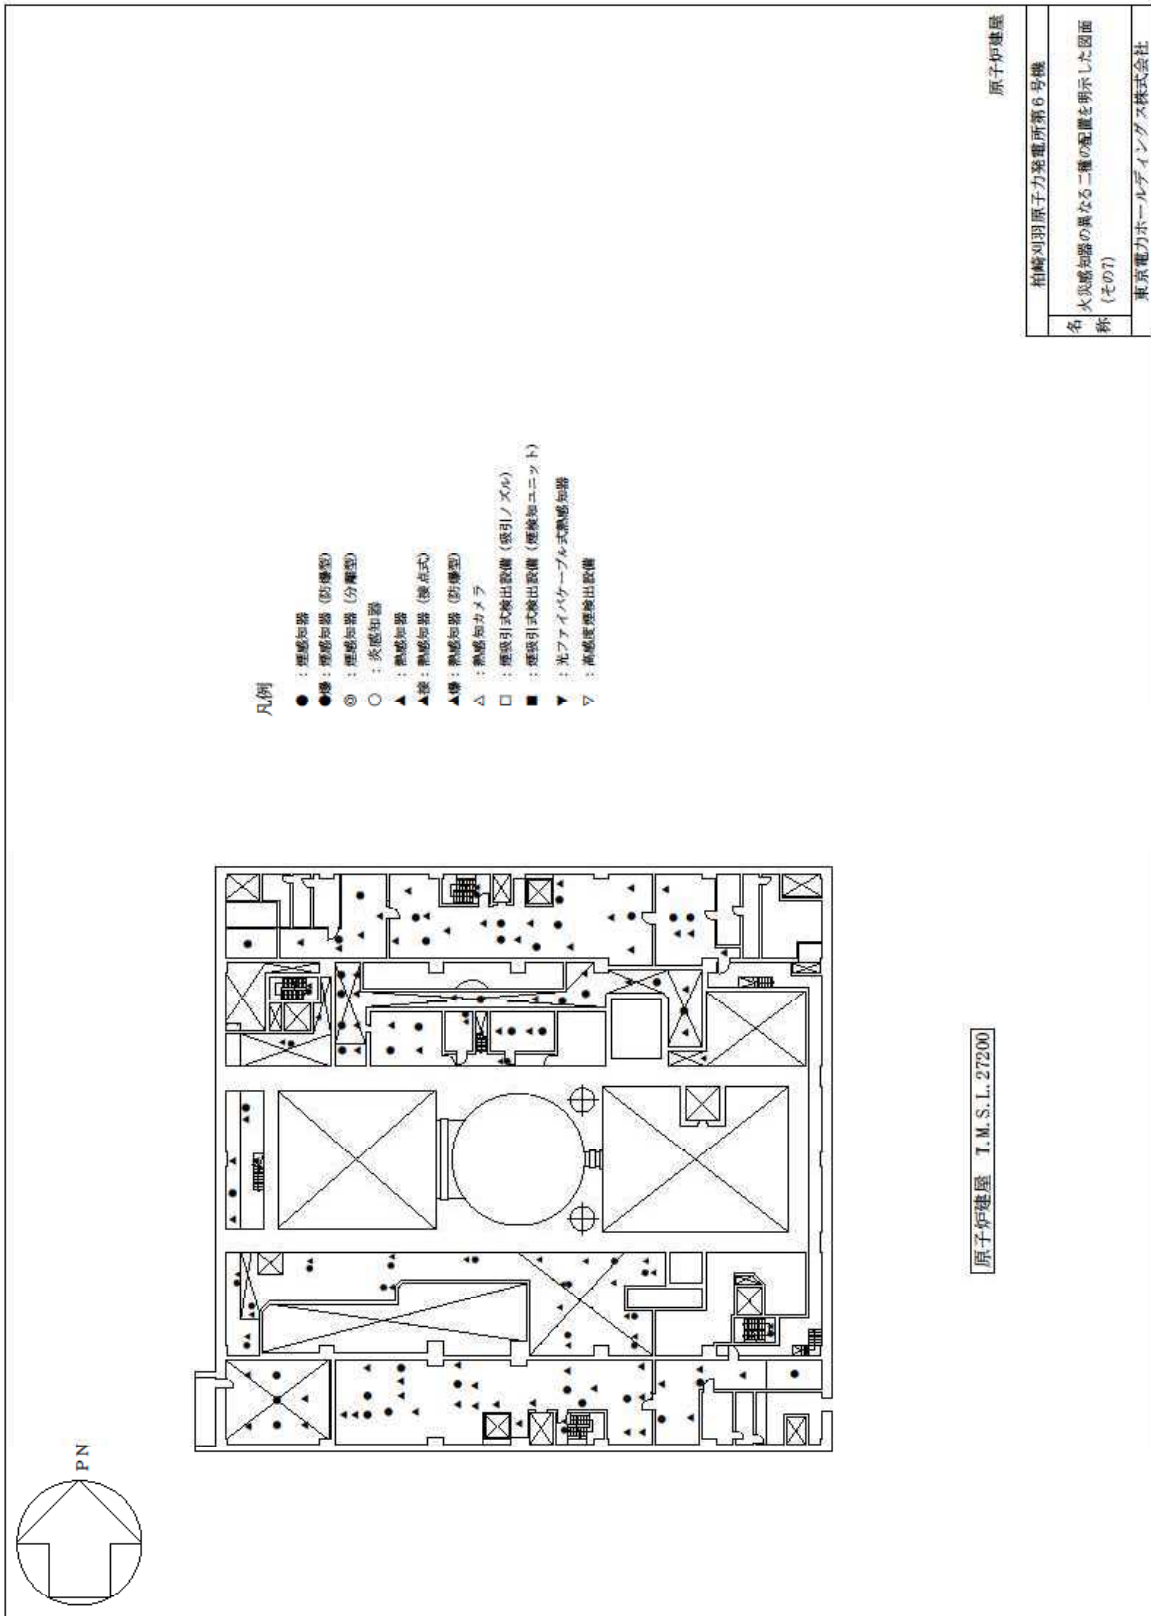 PN
凡例
● : 煙感知器
●爆: 煙感知器 (防爆型)
◎ : 煙感知器 (分離型)
○ : 炎感知器
▲ : 熱感知器
▲接: 熱感知器 (接点式)
▲爆: 熱感知器 (防爆型)
△ : 熱感知カメラ
□ : 煙吸引式検出設備 (吸引ノズル)
■ : 煙吸引式検出設備 (煙検知ユニット)
▼ : 光ファイバケーブル式熱感知器
▽ : 高感度煙検出設備
原子炉建屋 T.M.S.L.27200
原子炉建屋
柏崎刈羽原子力発電所第6号機
名称
火災感知器の異なる二種の配置を明示した図面
(その7)
東京電力ホールディングス株式会社